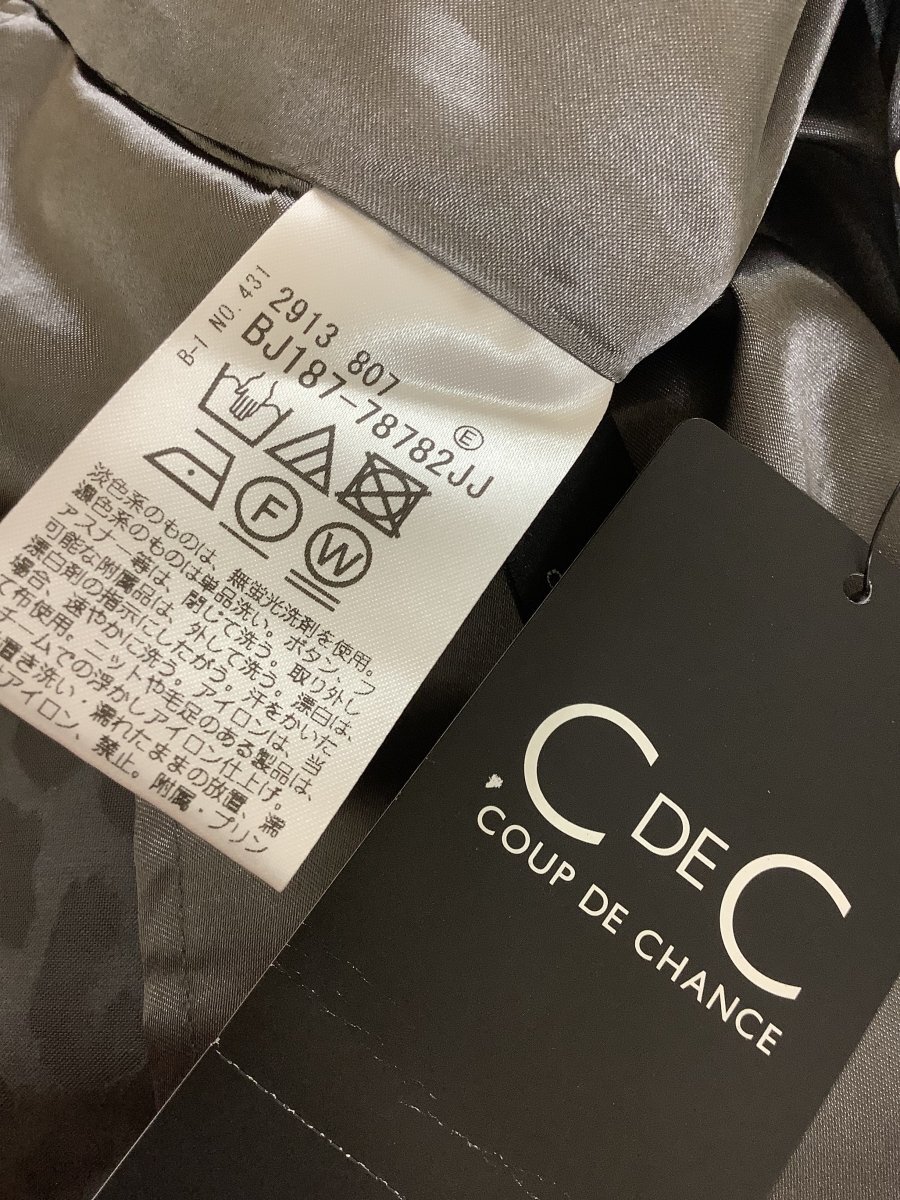 B-1 NO. 431
2913 807
BJ187-78782JJ
E
F
W
淡色系のものは、無蛍光洗剤を使用。
濃色系のものは単品洗い。ボタン、フ
ァスナー等は、閉じて洗う。取り外し
可能な附属品は、外して洗う。漂白は、
漂白剤の指示にしたがう。汗をかいた
場合、速やかに洗う。アイロンは、当
て布使用。ニットや毛足のある製品は、
チームでの浮かしアイロン仕上げ。
置き洗い、濡れたままの放置、濡
アイロン、禁止。附属・プリン
C DE C
COUP DE CHANCE